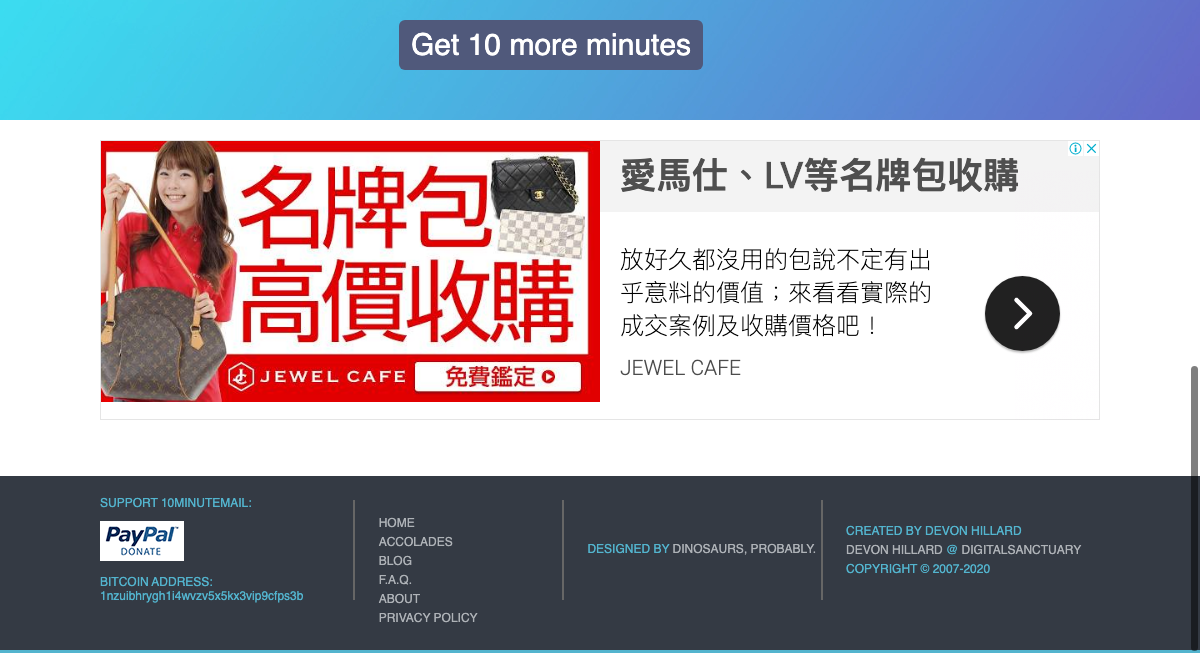 Get 10 more minutes
名牌包
高價收購
JEWEL CAFE
免費鑑定
愛馬仕、LV等名牌包收購
放好久都沒用的包說不定有出
乎意料的價值；來看看實際的
成交案例及收購價格吧！
JEWEL CAFE
SUPPORT 10MINUTEMAIL:
PayPal™
DONATE
BITCOIN ADDRESS:
1nzuibhrygh1i4wvzv5x5kx3vip9cfps3b
HOME
ACCOLADES
BLOG
F.A.Q.
ABOUT
PRIVACY POLICY
DESIGNED BY DINOSAURS, PROBABLY.
CREATED BY DEVON HILLARD
DEVON HILLARD @ DIGITALSANCTUARY
COPYRIGHT © 2007-2020